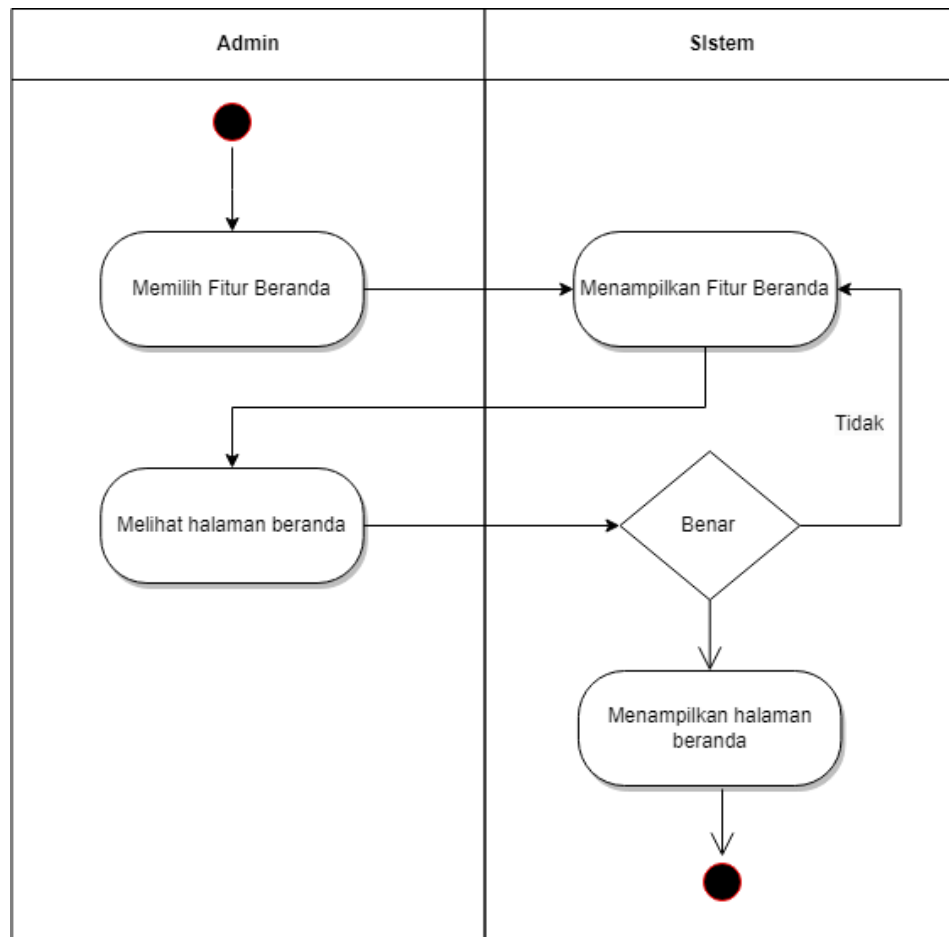 Admin
SIstem
Memilih Fitur Beranda
Menampilkan Fitur Beranda
Tidak
Melihat halaman beranda
Benar
Menampilkan halaman
beranda